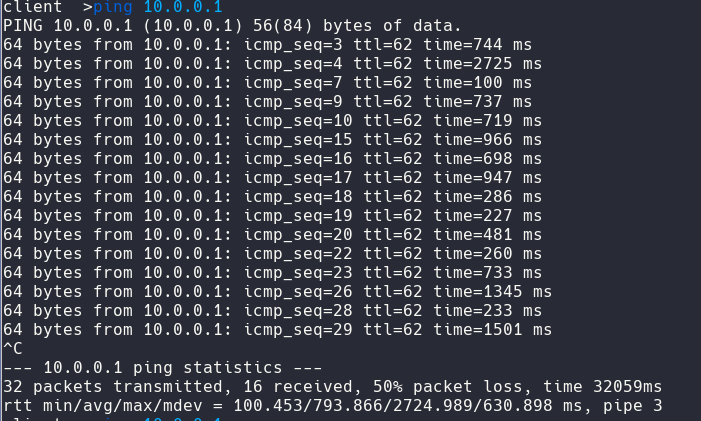 client  >ping 10.0.0.1
PING 10.0.0.1 (10.0.0.1) 56(84) bytes of data.
64 bytes from 10.0.0.1: icmp_seq=3 ttl=62 time=744 ms
64 bytes from 10.0.0.1: icmp_seq=4 ttl=62 time=2725 ms
64 bytes from 10.0.0.1: icmp_seq=7 ttl=62 time=100 ms
64 bytes from 10.0.0.1: icmp_seq=9 ttl=62 time=737 ms
64 bytes from 10.0.0.1: icmp_seq=10 ttl=62 time=719 ms
64 bytes from 10.0.0.1: icmp_seq=15 ttl=62 time=966 ms
64 bytes from 10.0.0.1: icmp_seq=16 ttl=62 time=698 ms
64 bytes from 10.0.0.1: icmp_seq=17 ttl=62 time=947 ms
64 bytes from 10.0.0.1: icmp_seq=18 ttl=62 time=286 ms
64 bytes from 10.0.0.1: icmp_seq=19 ttl=62 time=227 ms
64 bytes from 10.0.0.1: icmp_seq=20 ttl=62 time=481 ms
64 bytes from 10.0.0.1: icmp_seq=22 ttl=62 time=260 ms
64 bytes from 10.0.0.1: icmp_seq=23 ttl=62 time=733 ms
64 bytes from 10.0.0.1: icmp_seq=26 ttl=62 time=1345 ms
64 bytes from 10.0.0.1: icmp_seq=28 ttl=62 time=233 ms
64 bytes from 10.0.0.1: icmp_seq=29 ttl=62 time=1501 ms
^C
--- 10.0.0.1 ping statistics ---
32 packets transmitted, 16 received, 50% packet loss, time 32059ms
rtt min/avg/max/mdev = 100.453/793.866/2724.989/630.898 ms, pipe 3